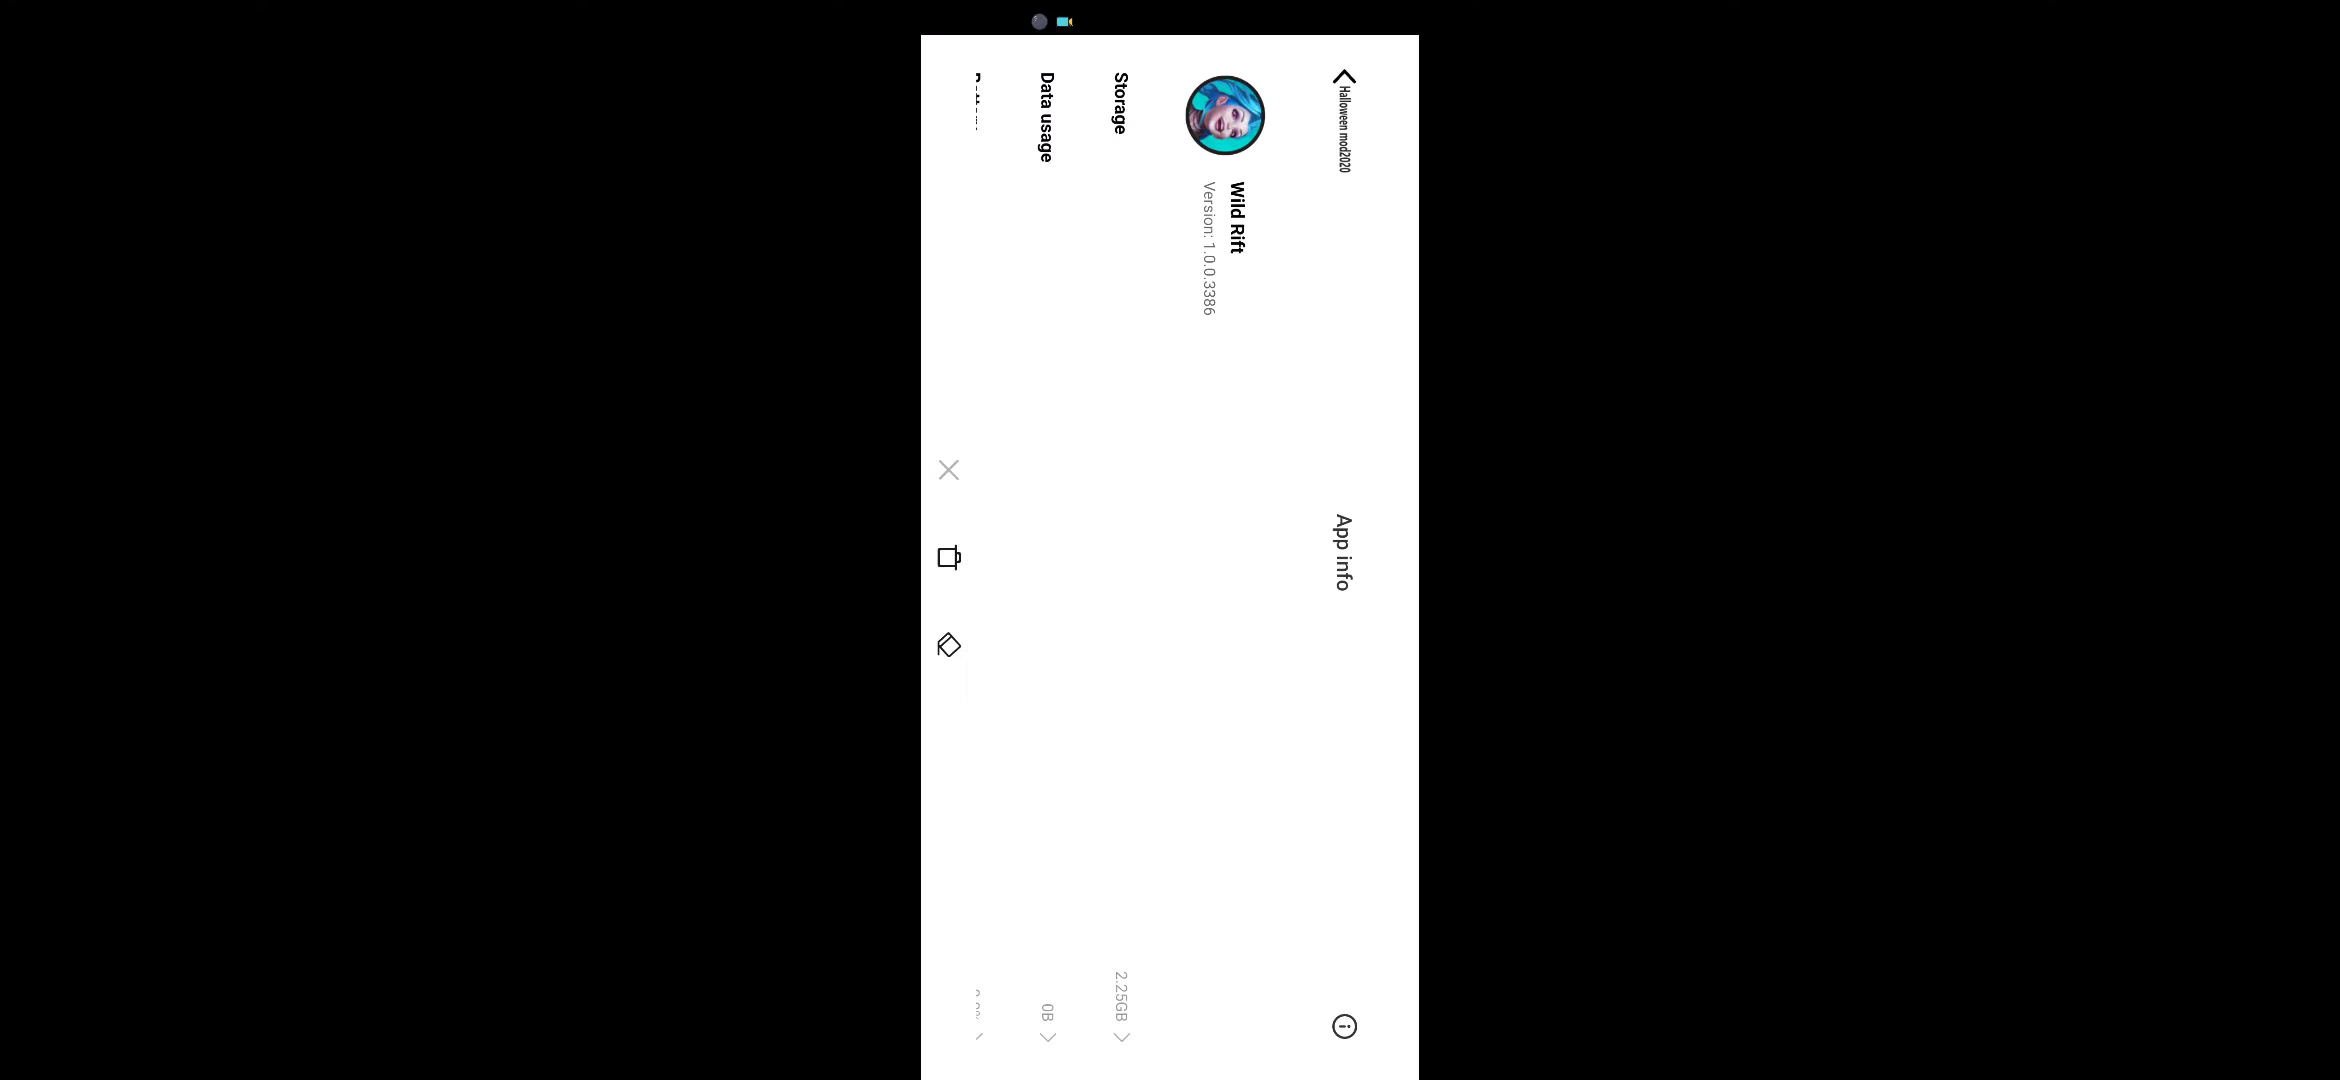 Halloween mod2020
App info
Wild Rift
Version: 1.0.0.3386
Storage
2.25GB
Data usage
0B